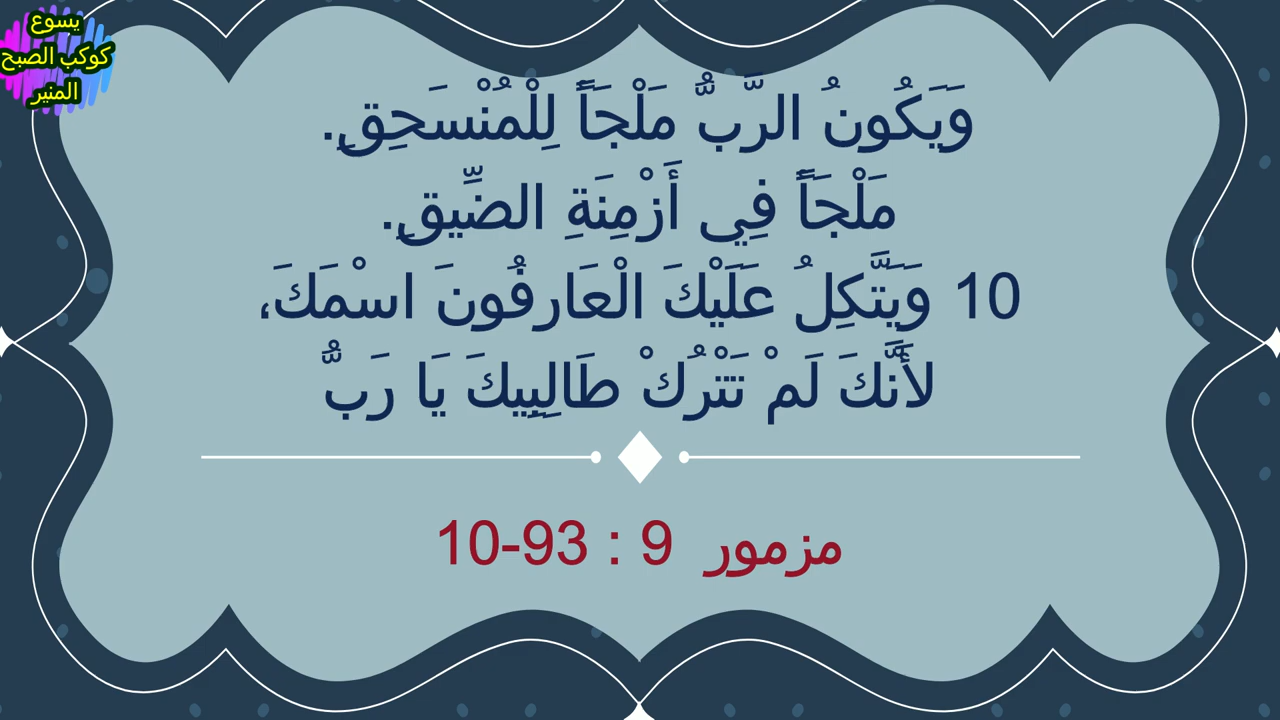 يسوع
كوكب الصبح
المنير
وَيَكُونُ الرَّبُّ مَلْجَأً لِلْمُنْسَحِقِ.
مَلْجَأً فِي أَزْمِنَةِ الضِّيقِ.
10 وَيَتَّكِلُ عَلَيْكَ الْعَارِفُونَ اسْمَكَ،
لأَنَّكَ لَمْ تَتْرُكْ طَالِبِيكَ يَا رَبُّ
مزمور 9 : 93-10